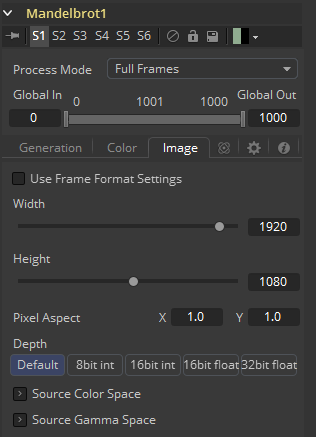 Mandelbrot1
S1 S2 S3 S4 S5 S6
Process Mode Full Frames
Global In 0 1001 1000 Global Out
0 1000
Generation Color Image
Use Frame Format Settings
Width
1920
Height
1080
Pixel Aspect X 1.0 Y 1.0
Depth
Default 8bit int 16bit int 16bit float 32bit float
Source Color Space
Source Gamma Space